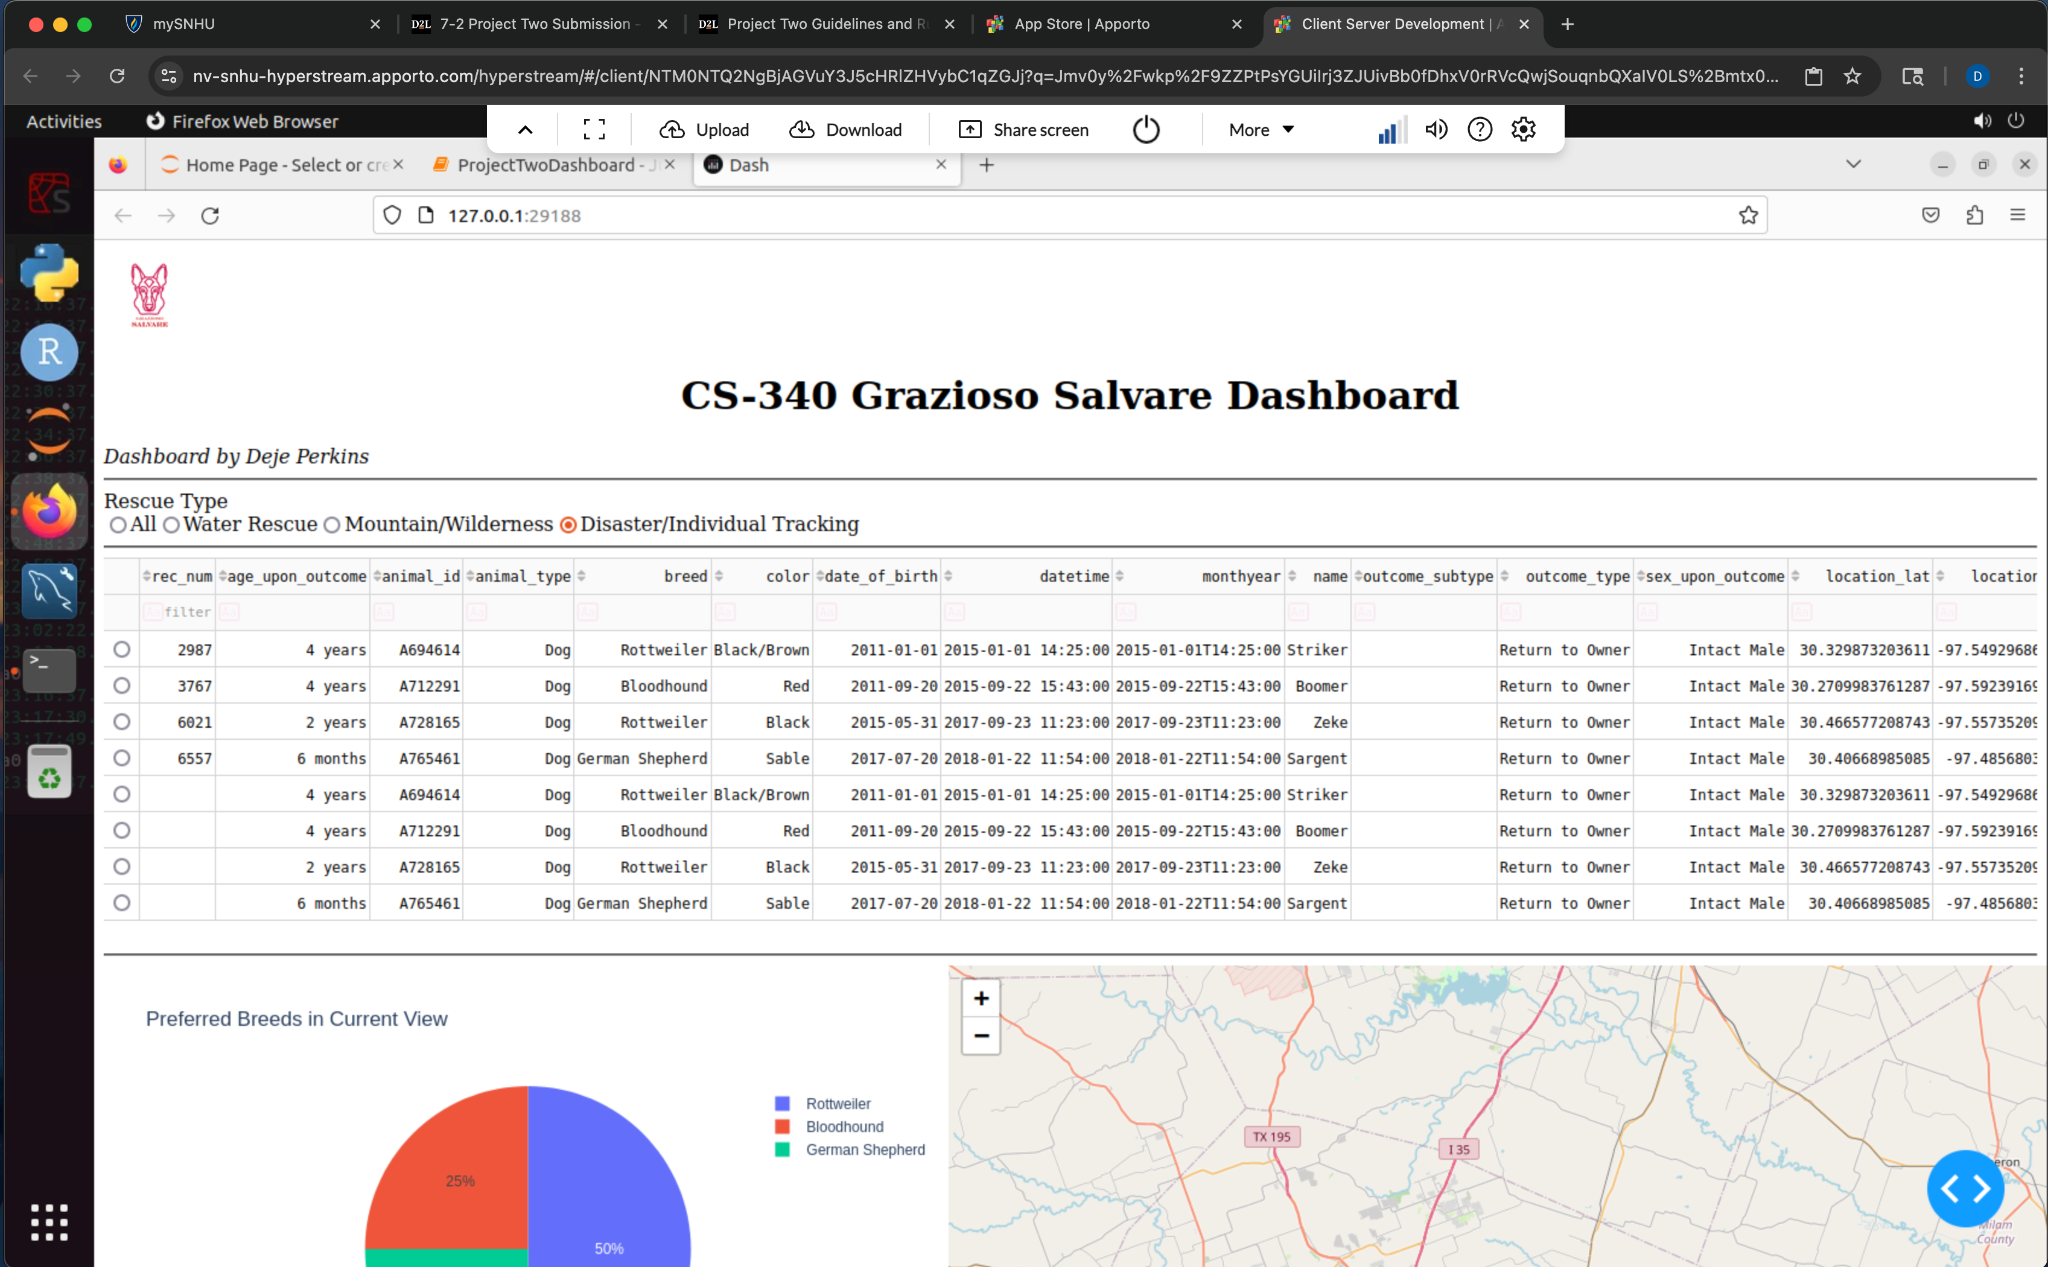 mySNHU
7-2 Project Two Submission -
Project Two Guidelines and Ru
App Store | Apporto
Client Server Development | A
nv-snhu-hyperstream.apporto.com/hyperstream/#/client/NTM0NTQ2NgBjAGVuY3J5cHRlZHVybC1qZGJj?q=Jmv0y%2Fwkp%2F9ZZPtPsYGUiIrj3ZJUivBb0fDhxV0rRVcQwjSouqnbQXaIV0LS%2Bmtx0...
D
Activities
Firefox Web Browser
Upload
Download
Share screen
More
Home Page - Select or cre
ProjectTwoDashboard - J
Dash
127.0.0.1:29188
SALVARE
CS-340 Grazioso Salvare Dashboard
Dashboard by Deje Perkins
Rescue Type
All Water Rescue Mountain/Wilderness Disaster/Individual Tracking
rec_num age_upon_outcome animal_id animal_type breed color date_of_birth datetime monthyear name outcome_subtype outcome_type sex_upon_outcome location_lat location
filter
2987 4 years A694614 Dog Rottweiler Black/Brown 2011-01-01 2015-01-01 14:25:00 2015-01-01T14:25:00 Striker Return to Owner Intact Male 30.329873203611 -97.54929686
3767 4 years A712291 Dog Bloodhound Red 2011-09-20 2015-09-22 15:43:00 2015-09-22T15:43:00 Boomer Return to Owner Intact Male 30.2709983761287 -97.59239169
6021 2 years A728165 Dog Rottweiler Black 2015-05-31 2017-09-23 11:23:00 2017-09-23T11:23:00 Zeke Return to Owner Intact Male 30.466577208743 -97.55735209
6557 6 months A765461 Dog German Shepherd Sable 2017-07-20 2018-01-22 11:54:00 2018-01-22T11:54:00 Sargent Return to Owner Intact Male 30.40668985085 -97.4856803
4 years A694614 Dog Rottweiler Black/Brown 2011-01-01 2015-01-01 14:25:00 2015-01-01T14:25:00 Striker Return to Owner Intact Male 30.329873203611 -97.54929686
4 years A712291 Dog Bloodhound Red 2011-09-20 2015-09-22 15:43:00 2015-09-22T15:43:00 Boomer Return to Owner Intact Male 30.2709983761287 -97.59239169
2 years A728165 Dog Rottweiler Black 2015-05-31 2017-09-23 11:23:00 2017-09-23T11:23:00 Zeke Return to Owner Intact Male 30.466577208743 -97.55735209
6 months A765461 Dog German Shepherd Sable 2017-07-20 2018-01-22 11:54:00 2018-01-22T11:54:00 Sargent Return to Owner Intact Male 30.40668985085 -97.4856803
Preferred Breeds in Current View
Rottweiler
Bloodhound
German Shepherd
25%
50%
+
−
TX 195
I 35
eron
Milam
County